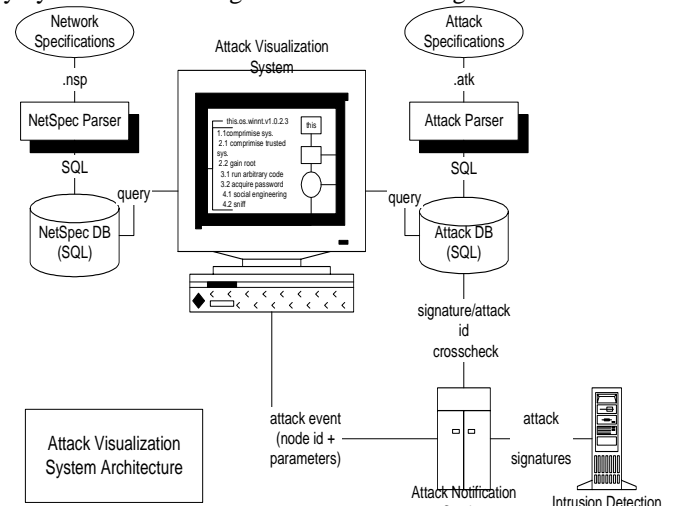 Network
Specifications
.nsp
NetSpec Parser
SQL
NetSpec DB
(SQL)
query
Attack Visualization
System
this.os.winnt.v1.0.2.3
1.1comprimise sys.
2.1 comprimise trusted
sys.
2.2 gain root
3.1 run arbitrary code
3.2 acquire password
4.1 social engineering
4.2 sniff
this
Attack
Specifications
.atk
Attack Parser
SQL
query
Attack DB
(SQL)
signature/attack
id
crosscheck
attack event
(node id +
parameters)
attack
signatures
Attack Notification
Intrusion Detection
Attack Visualization
System Architecture